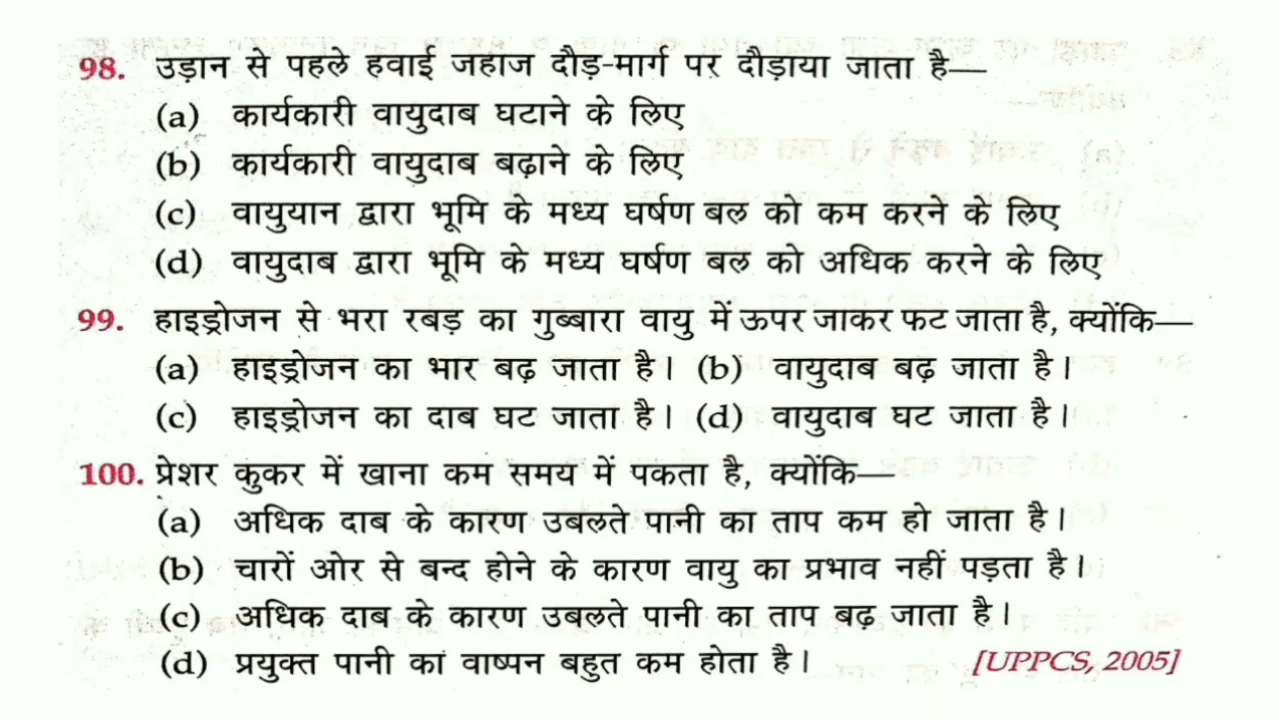 98. उड़ान से पहले हवाई जहाज दौड़-मार्ग पर दौड़ाया जाता है—
(a) कार्यकारी वायुदाब घटाने के लिए
(b) कार्यकारी वायुदाब बढ़ाने के लिए
(c) वायुयान द्वारा भूमि के मध्य घर्षण बल को कम करने के लिए
(d) वायुदाब द्वारा भूमि के मध्य घर्षण बल को अधिक करने के लिए
99. हाइड्रोजन से भरा रबड़ का गुब्बारा वायु में ऊपर जाकर फट जाता है, क्योंकि—
(a) हाइड्रोजन का भार बढ़ जाता है। (b) वायुदाब बढ़ जाता है।
(c) हाइड्रोजन का दाब घट जाता है। (d) वायुदाब घट जाता है।
100. प्रेशर कुकर में खाना कम समय में पकता है, क्योंकि—
(a) अधिक दाब के कारण उबलते पानी का ताप कम हो जाता है।
(b) चारों ओर से बन्द होने के कारण वायु का प्रभाव नहीं पड़ता है।
(c) अधिक दाब के कारण उबलते पानी का ताप बढ़ जाता है।
(d) प्रयुक्त पानी का वाष्पन बहुत कम होता है। [UPPCS, 2005]